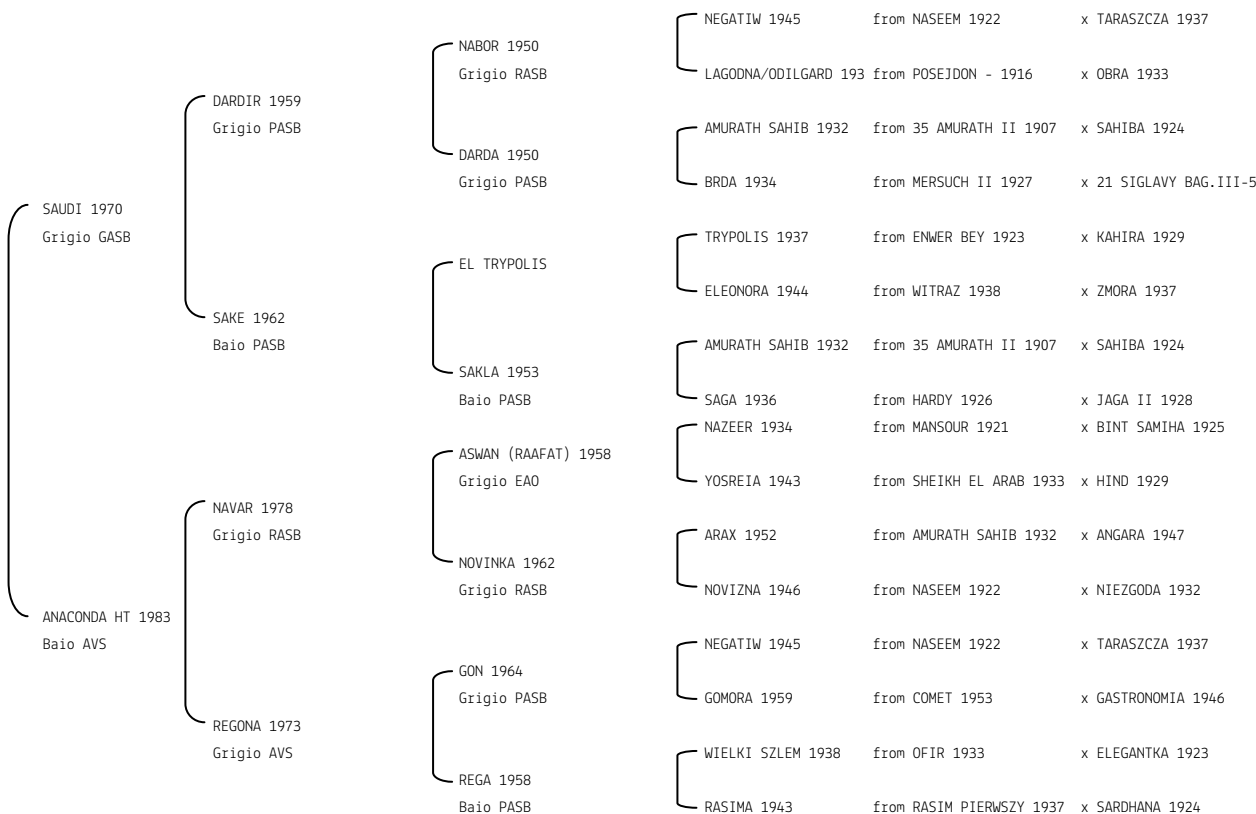 NEGATIW 1945 from NASEEM 1922 x TARASZCZA 1937
NABOR 1950
Grigio RASB
LAGODNA/ODILGARD 193 from POSEJDON - 1916 x OBRA 1933
DARDIR 1959
Grigio PASB
AMURATH SAHIB 1932 from 35 AMURATH II 1907 x SAHIBA 1924
DARDA 1950
Grigio PASB
BRDA 1934 from MERSUCH II 1927 x 21 SIGLAVY BAG.III-5
SAUDI 1970
Grigio GASB
TRYPOLIS 1937 from ENWER BEY 1923 x KAHIRA 1929
EL TRYPOLIS
ELEONORA 1944 from WITRAZ 1938 x ZMORA 1937
SAKE 1962
Baio PASB
AMURATH SAHIB 1932 from 35 AMURATH II 1907 x SAHIBA 1924
SAKLA 1953
Baio PASB
SAGA 1936 from HARDY 1926 x JAGA II 1928
NAZEER 1934 from MANSOUR 1921 x BINT SAMIHA 1925
ASWAN (RAAFAT) 1958
Grigio EAO
YOSREIA 1943 from SHEIKH EL ARAB 1933 x HIND 1929
NAVAR 1978
Grigio RASB
ARAX 1952 from AMURATH SAHIB 1932 x ANGARA 1947
NOVINKA 1962
Grigio RASB
NOVIZNA 1946 from NASEEM 1922 x NIEZGODA 1932
ANACONDA HT 1983
Baio AVS
NEGATIW 1945 from NASEEM 1922 x TARASZCZA 1937
GON 1964
Grigio PASB
GOMORA 1959 from COMET 1953 x GASTRONOMIA 1946
REGONA 1973
Grigio AVS
WIELKI SZLEM 1938 from OFIR 1933 x ELEGANTKA 1923
REGA 1958
Baio PASB
RASIMA 1943 from RASIM PIERWSZY 1937 x SARDHANA 1924